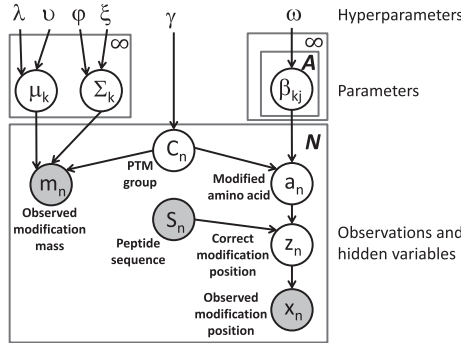 λ υ φ ξ γ ω Hyperparameters
∞ ∞
A
μk Σk βkj Parameters
N
Cn
PTM group
mn
Observed modification mass
Modified amino acid
an
Sn
Peptide sequence
Correct modification position
zn
Observations and hidden variables
Observed modification position
xn